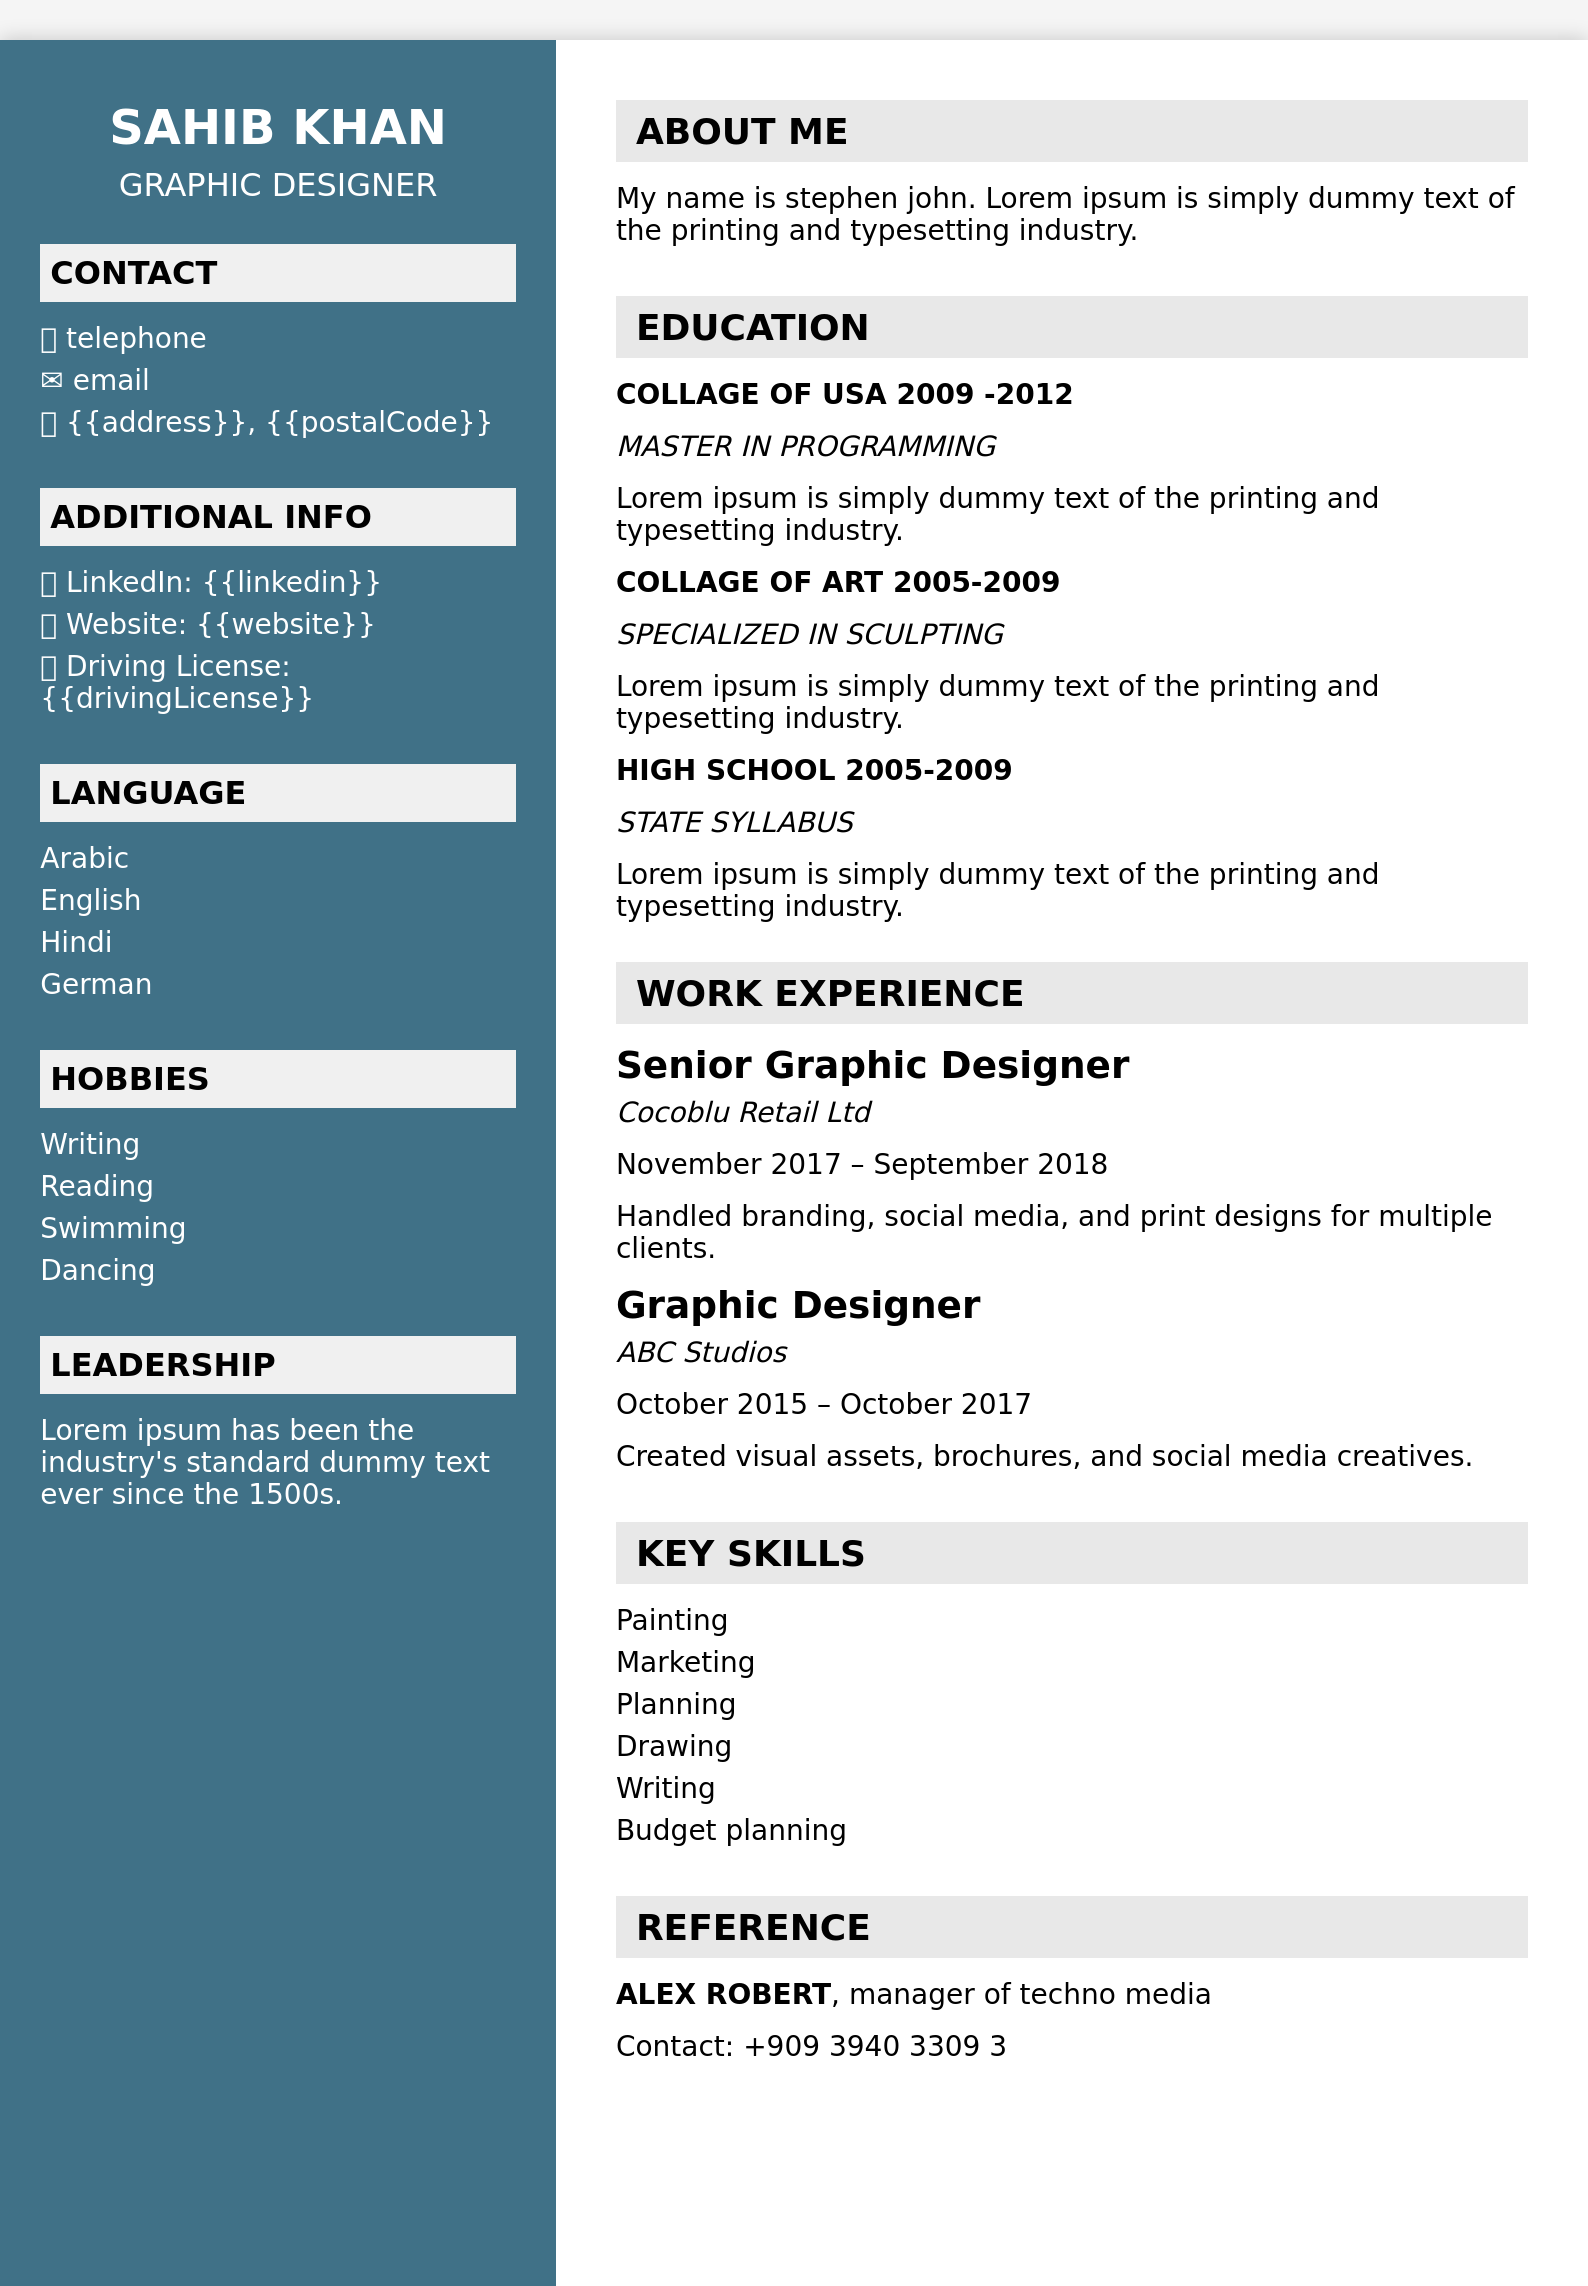 SAHIB KHAN
GRAPHIC DESIGNER
CONTACT
telephone
✉ email
{{address}}, {{postalCode}}
ADDITIONAL INFO
LinkedIn: {{linkedin}}
Website: {{website}}
Driving License:
{{drivingLicense}}
LANGUAGE
Arabic
English
Hindi
German
HOBBIES
Writing
Reading
Swimming
Dancing
LEADERSHIP
Lorem ipsum has been the
industry's standard dummy text
ever since the 1500s.
ABOUT ME
My name is stephen john. Lorem ipsum is simply dummy text of
the printing and typesetting industry.
EDUCATION
COLLAGE OF USA 2009 -2012
MASTER IN PROGRAMMING
Lorem ipsum is simply dummy text of the printing and
typesetting industry.
COLLAGE OF ART 2005-2009
SPECIALIZED IN SCULPTING
Lorem ipsum is simply dummy text of the printing and
typesetting industry.
HIGH SCHOOL 2005-2009
STATE SYLLABUS
Lorem ipsum is simply dummy text of the printing and
typesetting industry.
WORK EXPERIENCE
Senior Graphic Designer
Cocoblu Retail Ltd
November 2017 – September 2018
Handled branding, social media, and print designs for multiple
clients.
Graphic Designer
ABC Studios
October 2015 – October 2017
Created visual assets, brochures, and social media creatives.
KEY SKILLS
Painting
Marketing
Planning
Drawing
Writing
Budget planning
REFERENCE
ALEX ROBERT, manager of techno media
Contact: +909 3940 3309 3